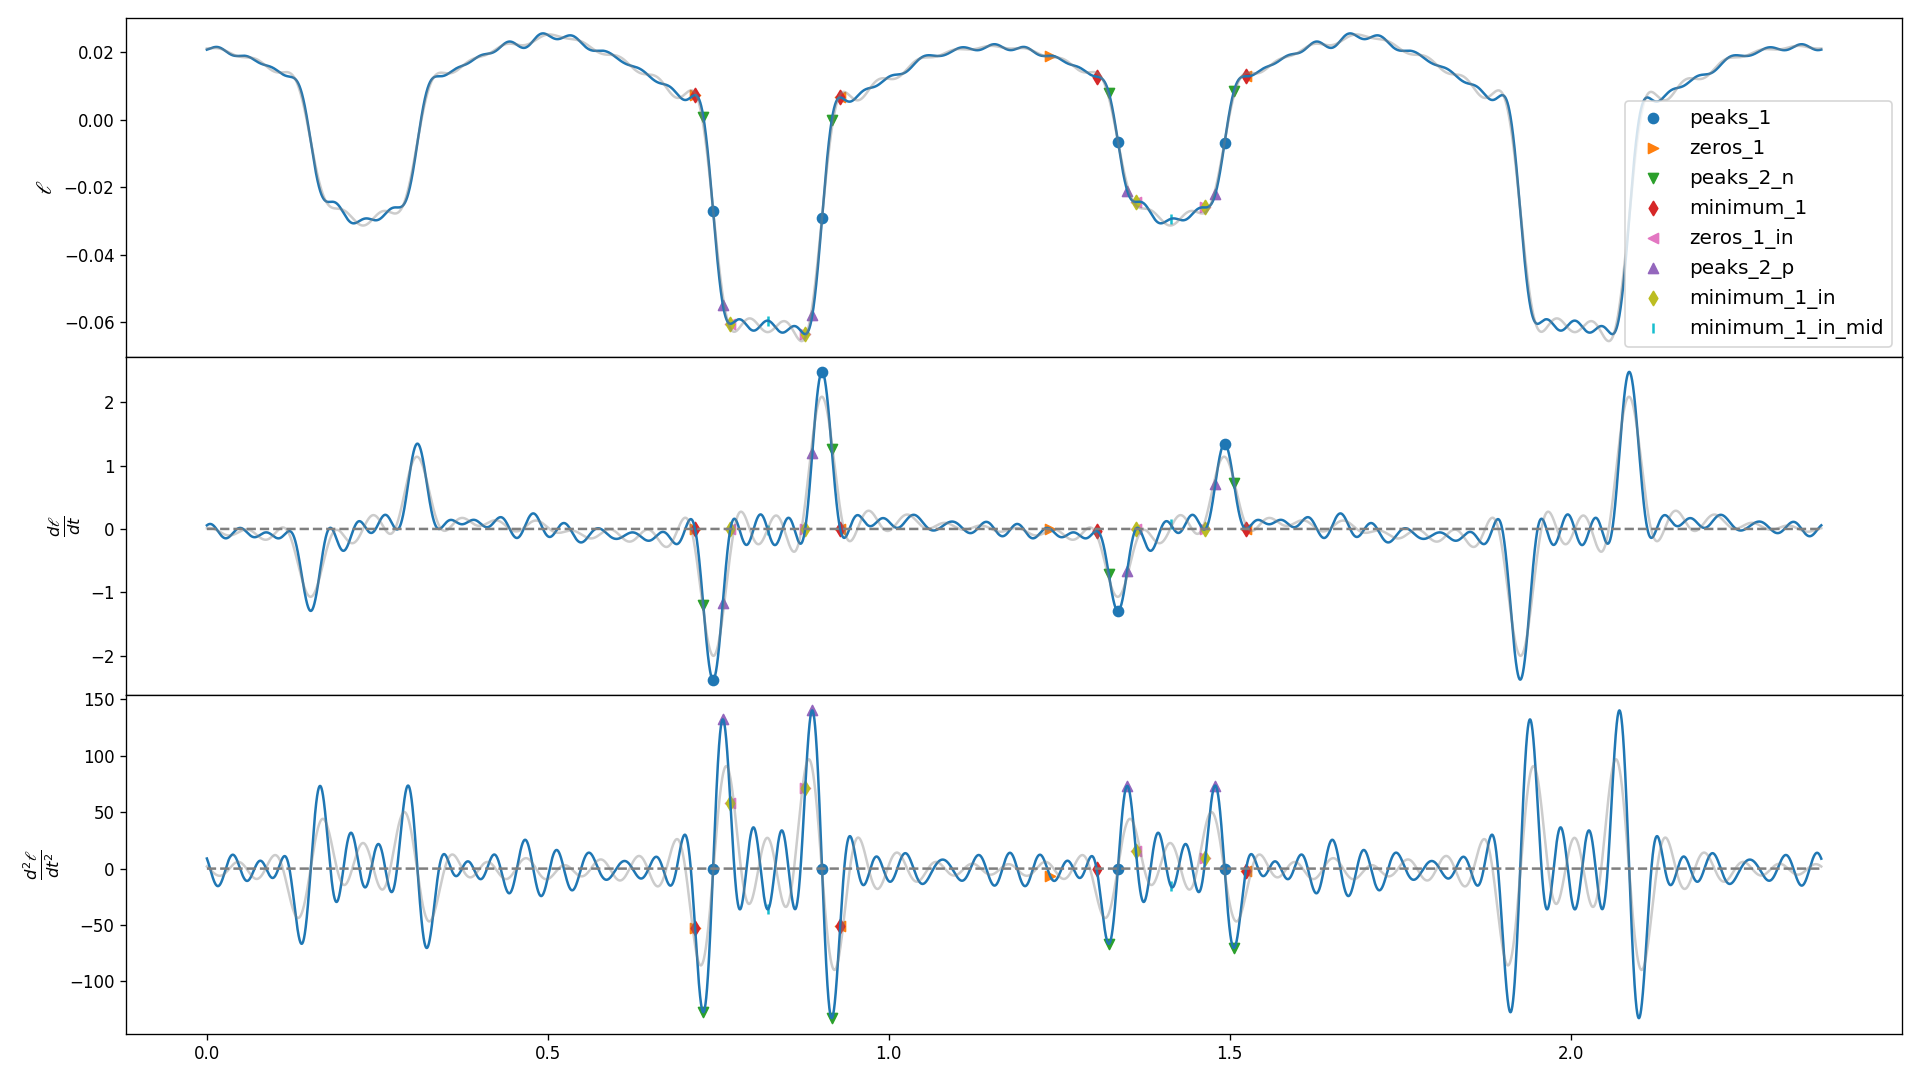 0.02
0.00
−0.02
−0.04
−0.06
ℓ
peaks_1
zeros_1
peaks_2_n
minimum_1
zeros_1_in
peaks_2_p
minimum_1_in
minimum_1_in_mid
2
1
0
−1
−2
dℓ
dt
150
100
50
0
−50
−100
d²ℓ
dt²
0.0 0.5 1.0 1.5 2.0